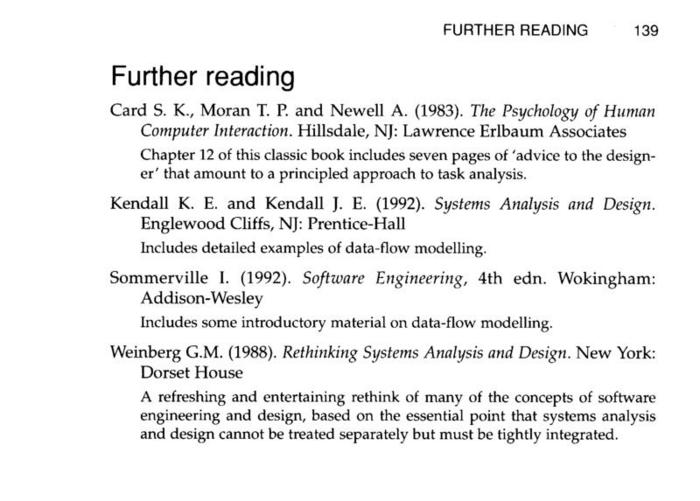 FURTHER READING 139
Further reading
Card S. K., Moran T. P. and Newell A. (1983). The Psychology of Human
Computer Interaction. Hillsdale, NJ: Lawrence Erlbaum Associates
Chapter 12 of this classic book includes seven pages of 'advice to the design-
er' that amount to a principled approach to task analysis.
Kendall K. E. and Kendall J. E. (1992). Systems Analysis and Design.
Englewood Cliffs, NJ: Prentice-Hall
Includes detailed examples of data-flow modelling.
Sommerville I. (1992). Software Engineering, 4th edn. Wokingham:
Addison-Wesley
Includes some introductory material on data-flow modelling.
Weinberg G.M. (1988). Rethinking Systems Analysis and Design. New York:
Dorset House
A refreshing and entertaining rethink of many of the concepts of software
engineering and design, based on the essential point that systems analysis
and design cannot be treated separately but must be tightly integrated.